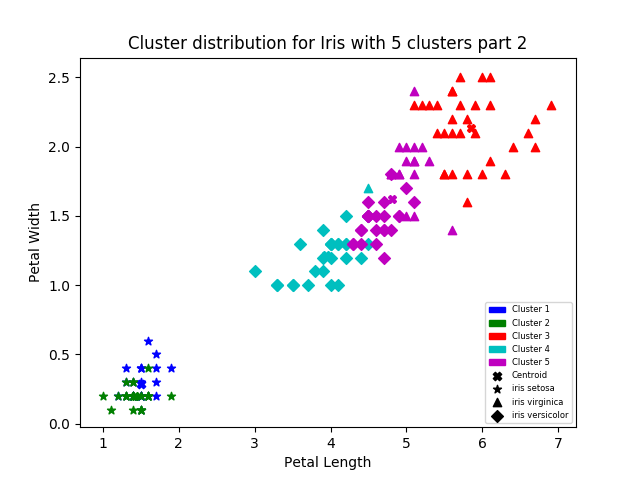 Cluster distribution for Iris with 5 clusters part 2
Petal Width
2.5
2.0
1.5
1.0
0.5
0.0
Cluster 1
Cluster 2
Cluster 3
Cluster 4
Cluster 5
Centroid
iris setosa
iris virginica
iris versicolor
1 2 3 4 5 6 7
Petal Length